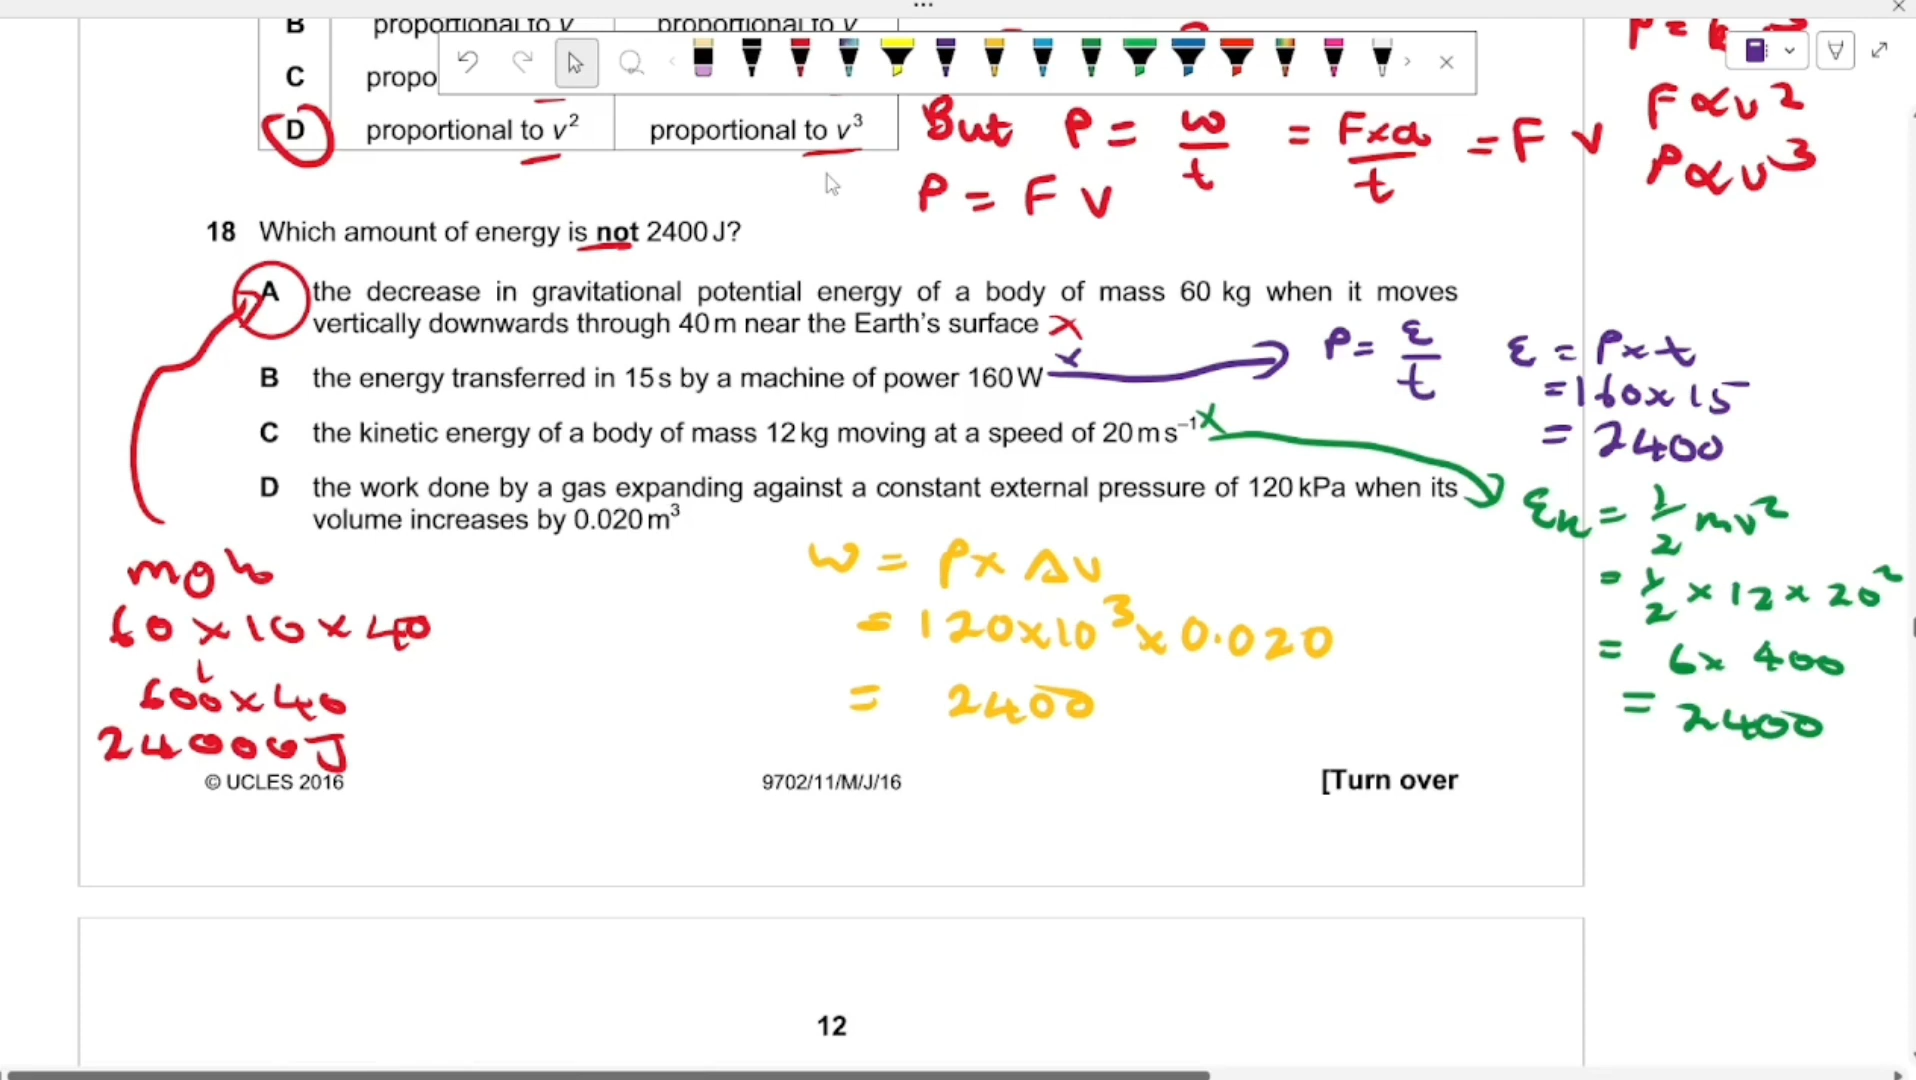 B proportional to v proportional to v
C propo
D proportional to v² proportional to v³
But P = w/t = Fxd/t = F v
P = F v
F ∝ v²
P ∝ v³
18 Which amount of energy is not 2400 J?
A the decrease in gravitational potential energy of a body of mass 60 kg when it moves
vertically downwards through 40 m near the Earth's surface x
B the energy transferred in 15 s by a machine of power 160 W x
P = E/t
E = P x t
= 160 x 15
= 2400
C the kinetic energy of a body of mass 12 kg moving at a speed of 20 m s⁻¹ x
D the work done by a gas expanding against a constant external pressure of 120 kPa when its
volume increases by 0.020 m³
Ek = 1/2 mv²
= 1/2 x 12 x 20²
= 6 x 400
= 2400
mgh
60 x 10 x 40
600 x 40
24000J
w = P x Δv
= 120x10³ x 0.020
= 2400
© UCLES 2016 9702/11/M/J/16 [Turn over
12